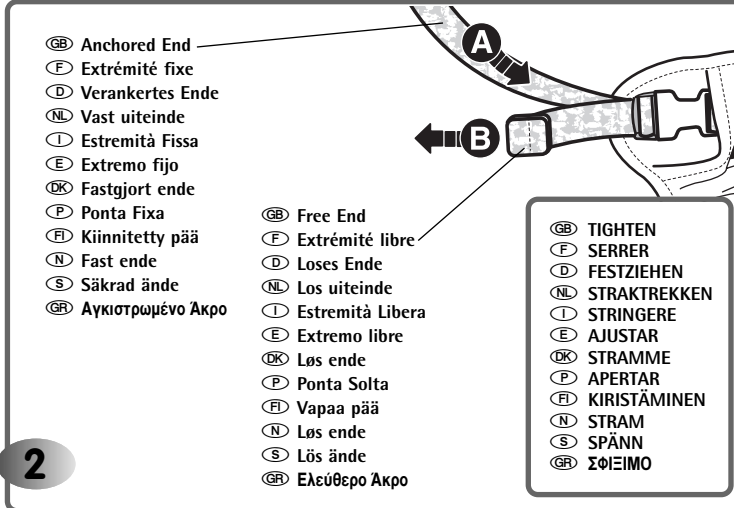 GB Anchored End
F Extrémité fixe
D Verankertes Ende
NL Vast uiteinde
I Estremità Fissa
E Extremo fijo
DK Fastgjort ende
P Ponta Fixa
FI Kiinnitetty pää
N Fast ende
S Säkrad ände
GR Αγκιστρωμένο Άκρο
A
B
GB Free End
F Extrémité libre
D Loses Ende
NL Los uiteinde
I Estremità Libera
E Extremo libre
DK Løs ende
P Ponta Solta
FI Vapaa pää
N Løs ende
S Lös ände
GR Ελεύθερο Άκρο
GB TIGHTEN
F SERRER
D FESTZIEHEN
NL STRAKTREKKEN
I STRINGERE
E AJUSTAR
DK STRAMME
P APERTAR
FI KIRISTÄMINEN
N STRAM
S SPÄNN
GR ΣΦΙΞΙΜΟ
2